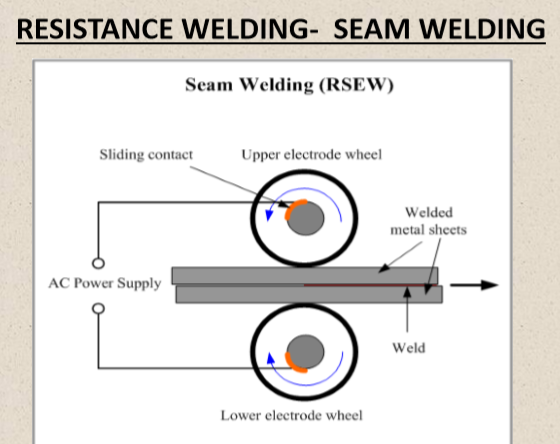 RESISTANCE WELDING- SEAM WELDING
Seam Welding (RSEW)
Sliding contact
Upper electrode wheel
Welded
metal sheets
AC Power Supply
Weld
Lower electrode wheel